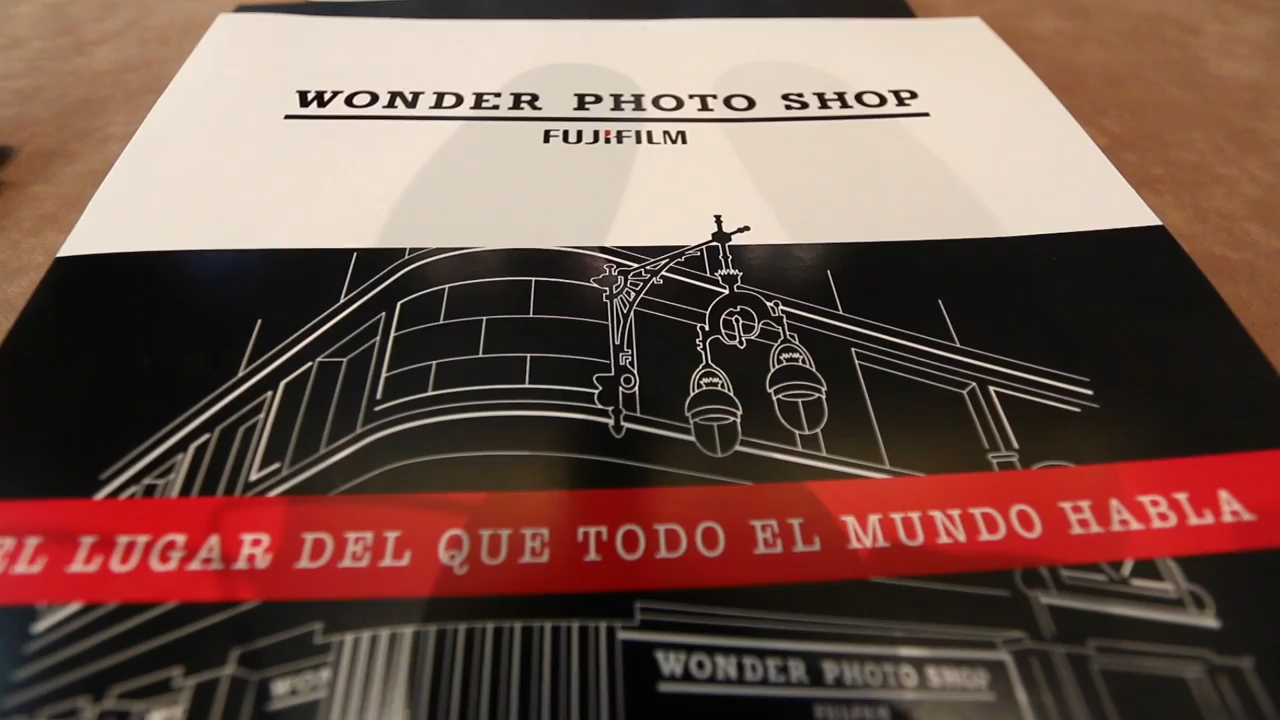 WONDER PHOTO SHOP
FUJIFILM
EL LUGAR DEL QUE TODO EL MUNDO HABLA
WONDER PHOTO SHOP